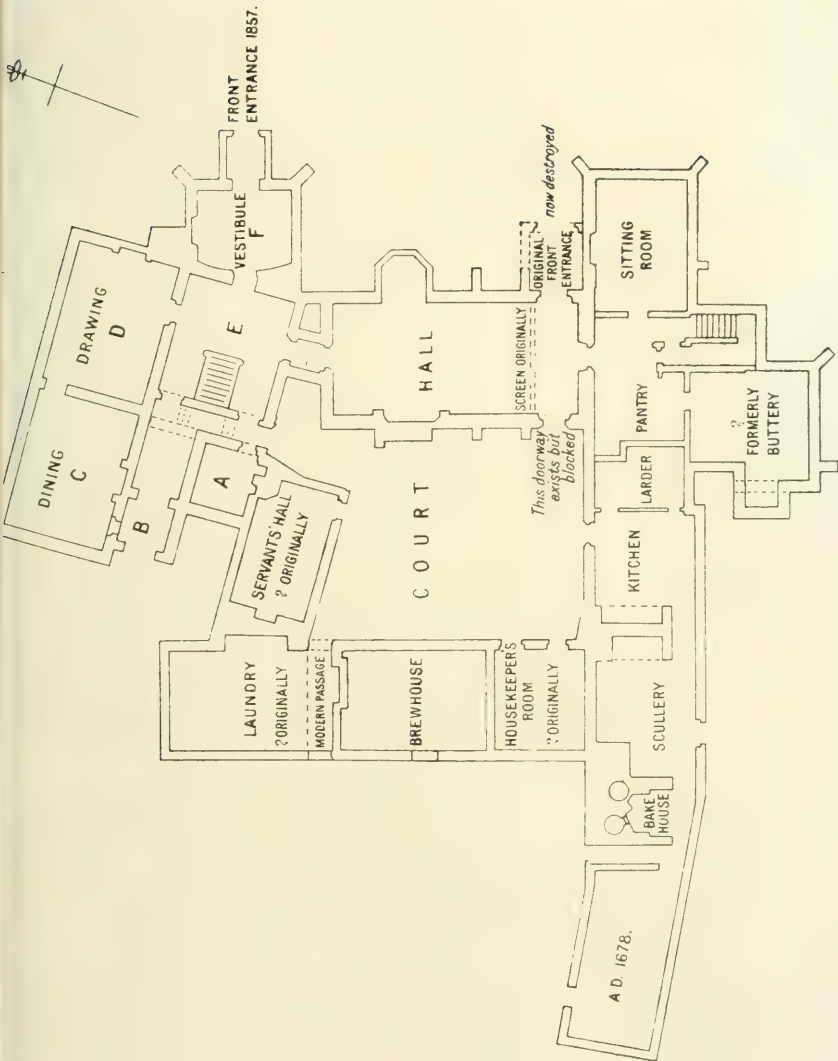 FRONT
ENTRANCE 1857.
VESTIBULE
F
DRAWING
D
E
DINING
C
B
A
SERVANTS' HALL
? ORIGINALLY
HALL
SCREEN ORIGINALLY
ORIGINAL
FRONT
ENTRANCE
now destroyed
SITTING
ROOM
This doorway
exists but
blocked
COURT
PANTRY
?
FORMERLY
BUTTERY
LARDER
KITCHEN
LAUNDRY
? ORIGINALLY
MODERN PASSAGE
BREWHOUSE
HOUSEKEEPERS
ROOM
? ORIGINALLY
SCULLERY
BAKE
HOUSE
A.D. 1678.